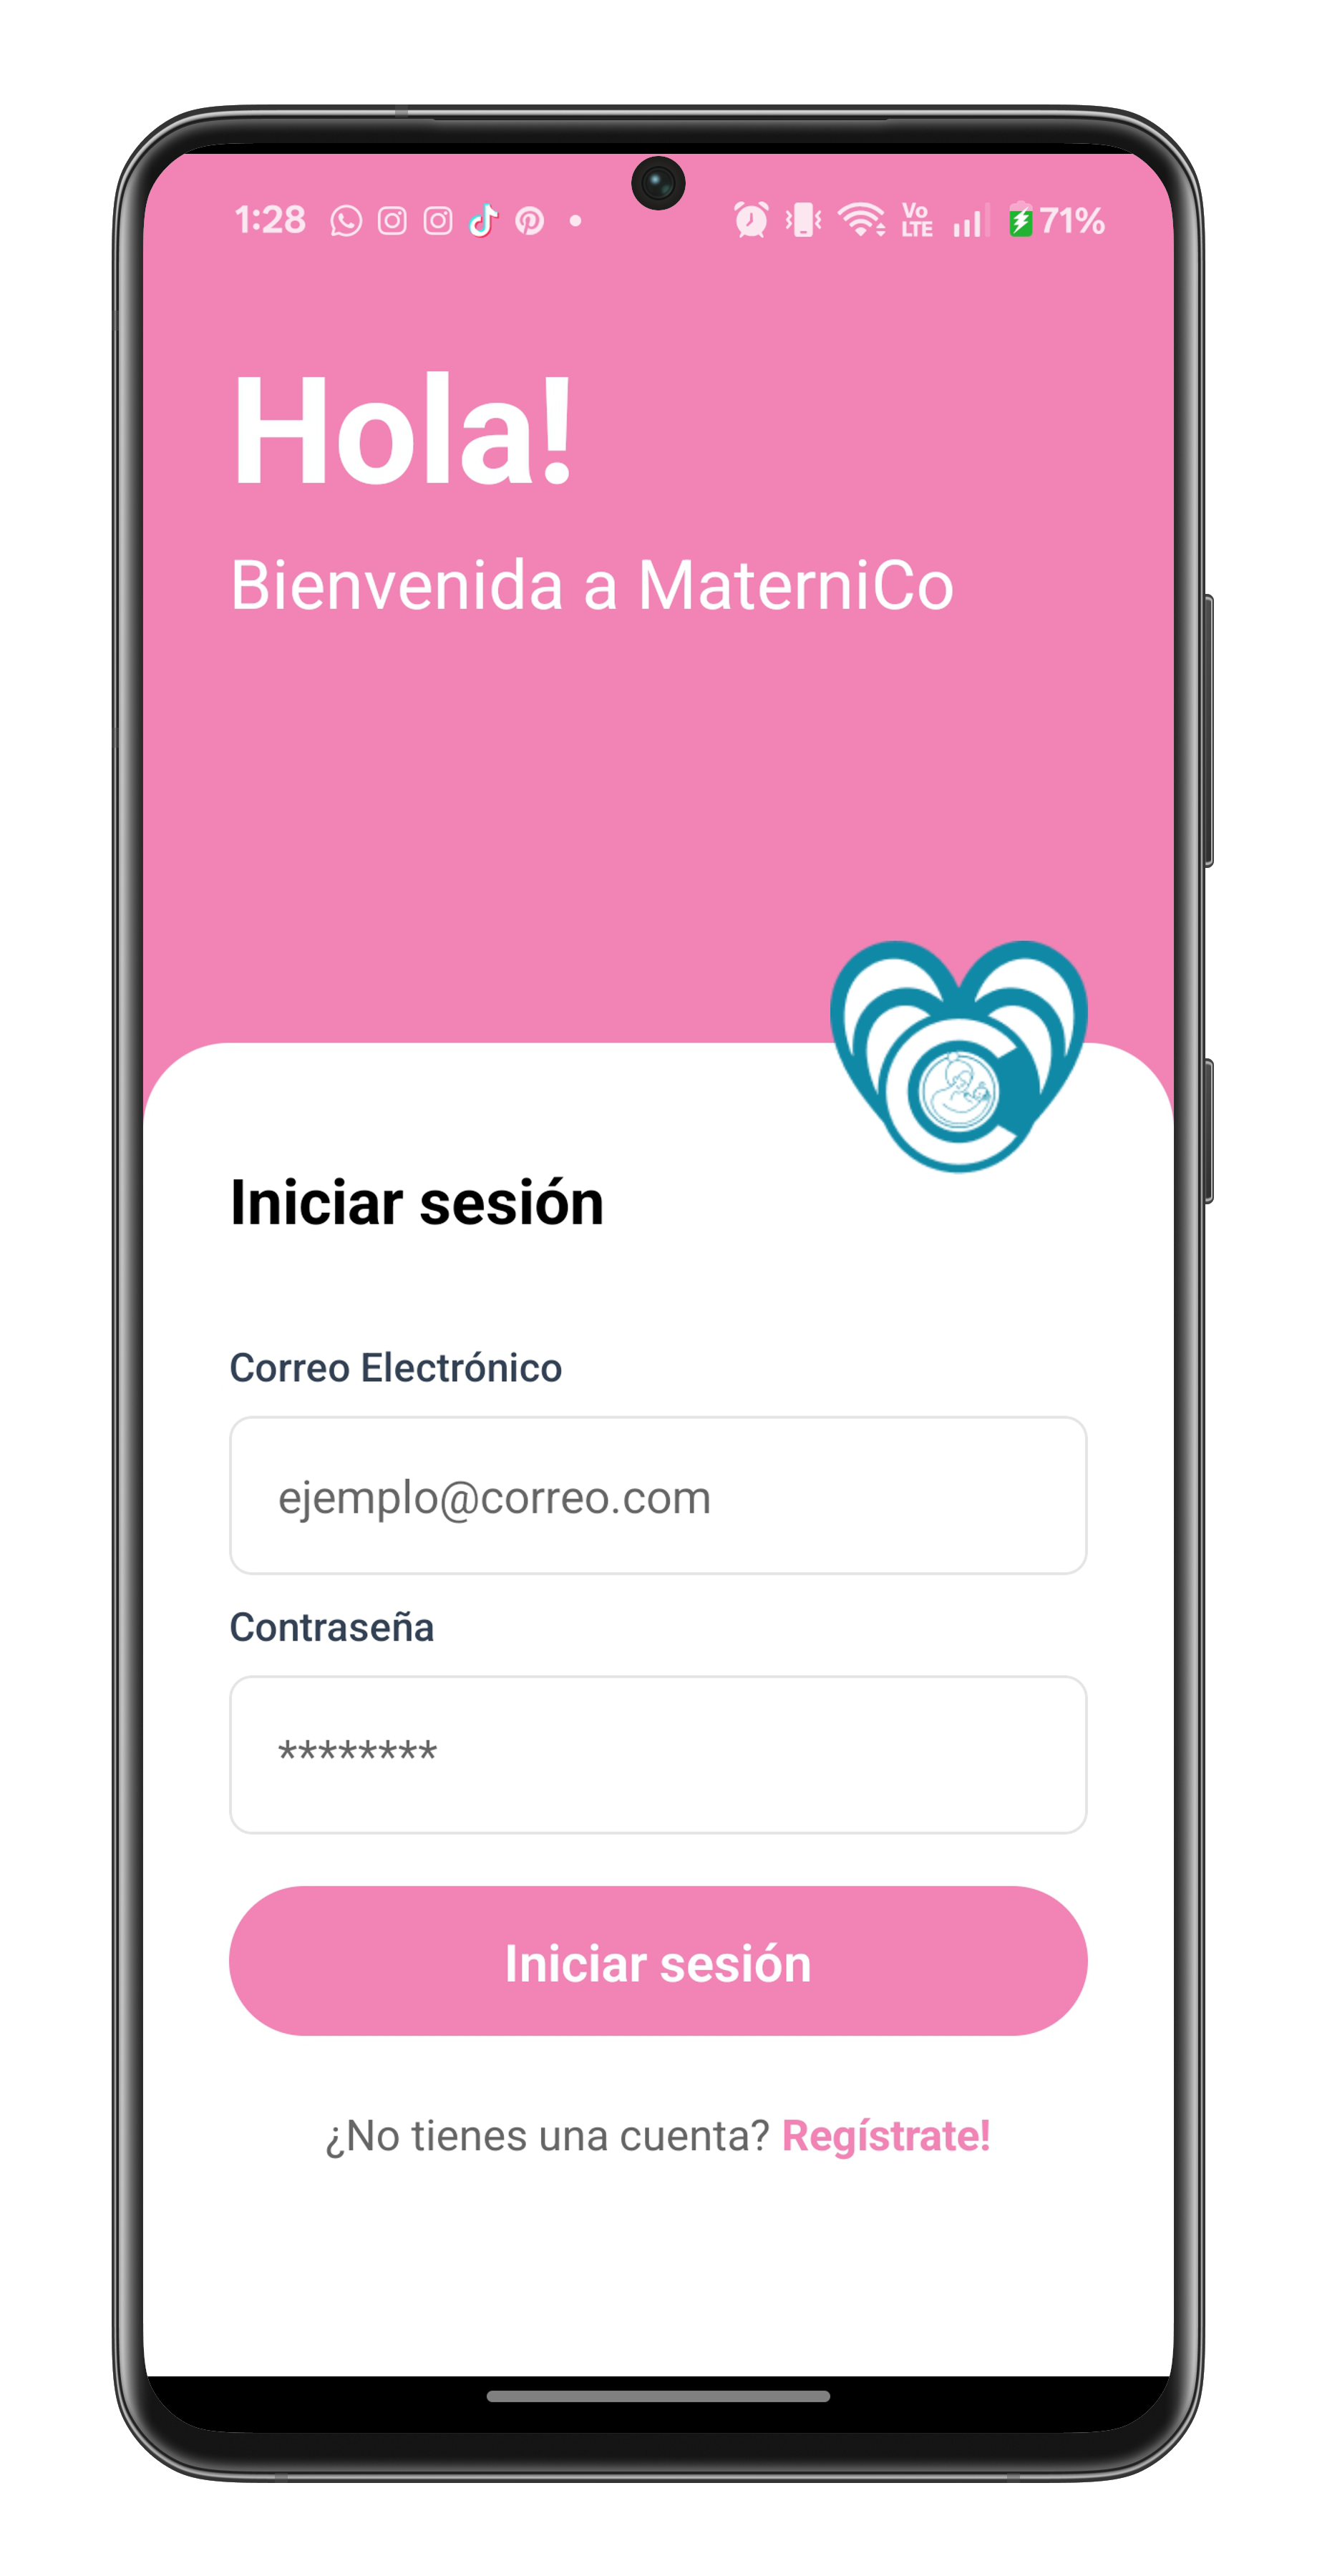 1:28 Vo LTE 71%
Hola!
Bienvenida a MaterniCo
Iniciar sesión
Correo Electrónico
ejemplo@correo.com
Contraseña
********
Iniciar sesión
¿No tienes una cuenta? Regístrate!